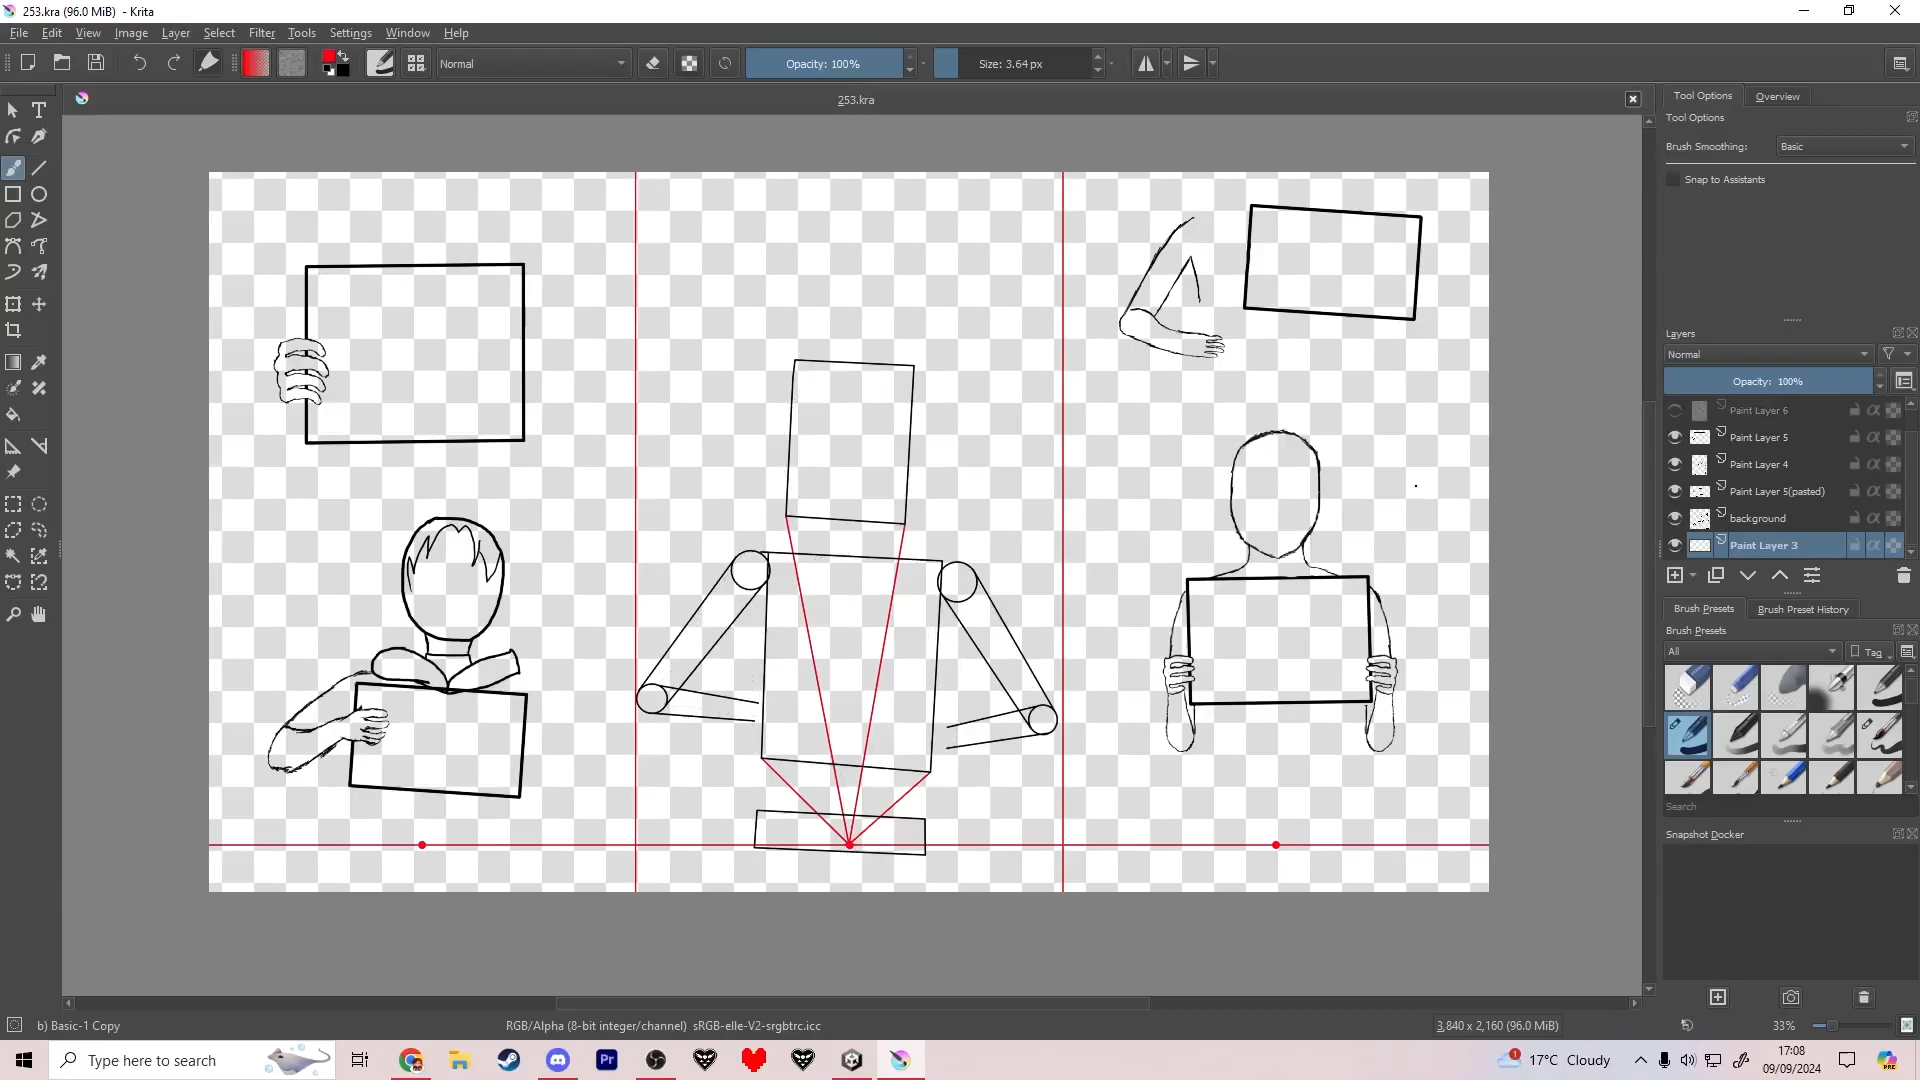 253.kra (96.0 MiB) - Krita
File Edit View Image Layer Select Filter Tools Settings Window Help
Normal
Opacity: 100%
Size: 3.64 px
253.kra
Tool Options
Overview
Tool Options
Brush Smoothing:
Basic
Snap to Assistants
Layers
Normal
Opacity: 100%
Paint Layer 6
Paint Layer 5
Paint Layer 4
Paint Layer 5(pasted)
background
Paint Layer 3
Brush Presets
Brush Preset History
Brush Presets
All
Tag
Search
Snapshot Docker
b) Basic-1 Copy
RGB/Alpha (8-bit integer/channel) sRGB-elle-V2-srgbtrc.icc
3,840 x 2,160 (96.0 MiB)
33%
Type here to search
Pr
1
17°C Cloudy
17:08
09/09/2024
PRE